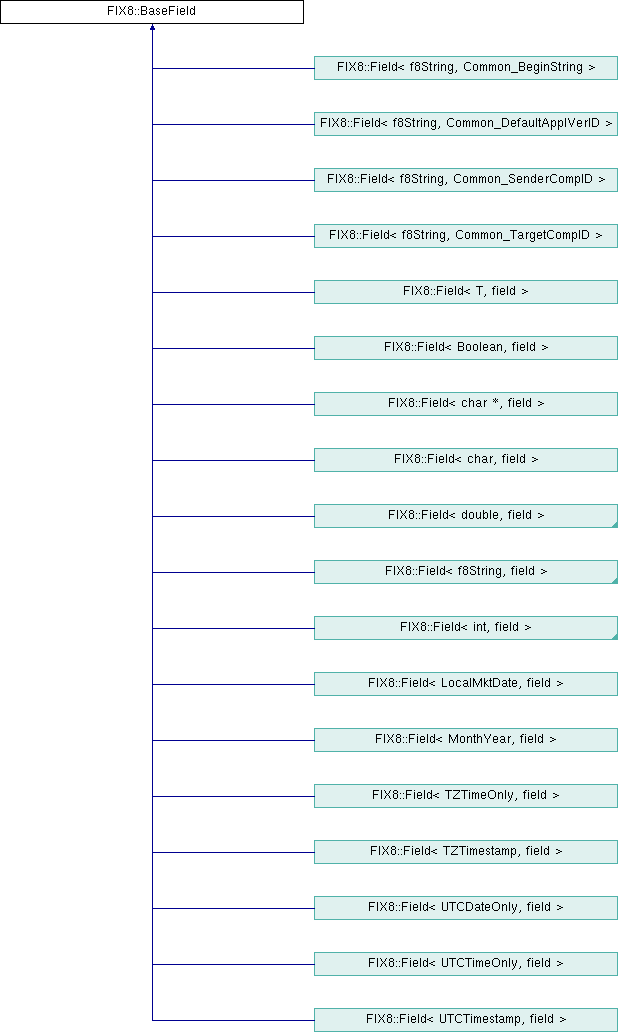 FIX8::BaseField
FIX8::Field< f8String, Common_BeginString >
FIX8::Field< f8String, Common_DefaultApplVerID >
FIX8::Field< f8String, Common_SenderCompID >
FIX8::Field< f8String, Common_TargetCompID >
FIX8::Field< T, field >
FIX8::Field< Boolean, field >
FIX8::Field< char *, field >
FIX8::Field< char, field >
FIX8::Field< double, field >
FIX8::Field< f8String, field >
FIX8::Field< int, field >
FIX8::Field< LocalMktDate, field >
FIX8::Field< MonthYear, field >
FIX8::Field< TZTimeOnly, field >
FIX8::Field< TZTimestamp, field >
FIX8::Field< UTCDateOnly, field >
FIX8::Field< UTCTimeOnly, field >
FIX8::Field< UTCTimestamp, field >